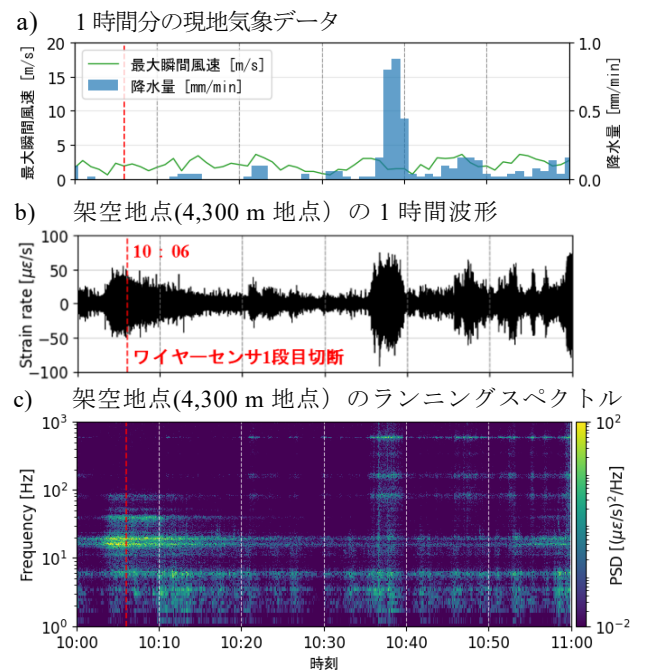 a) 1時間分の現地気象データ
最大瞬間風速 [m/s]
20
15
10
5
0
最大瞬間風速 [m/s]
降水量 [mm/min]
1.0
0.5
0.0
降水量 [mm/min]
b) 架空地点(4,300 m 地点）の1時間波形
Strain rate [με/s]
100
50
0
−50
−100
10：06
ワイヤーセンサ1段目切断
c) 架空地点(4,300 m 地点）のランニングスペクトル
Frequency [Hz]
10³
10²
10¹
10⁰
10:00 10:10 10:20 10:30 10:40 10:50 11:00
時刻
10²
10⁻²
PSD [(με/s)²/Hz]